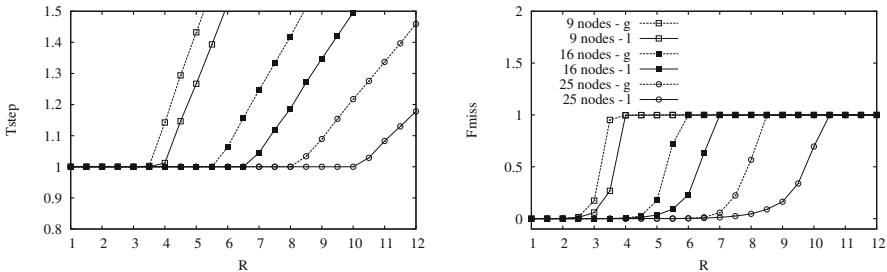 1.5
1.4
1.3
1.2
1.1
1
0.9
0.8
Tstep
1 2 3 4 5 6 7 8 9 10 11 12
R
2
1.5
1
0.5
0
Fmiss
9 nodes - g
9 nodes - l
16 nodes - g
16 nodes - l
25 nodes - g
25 nodes - l
1 2 3 4 5 6 7 8 9 10 11 12
R